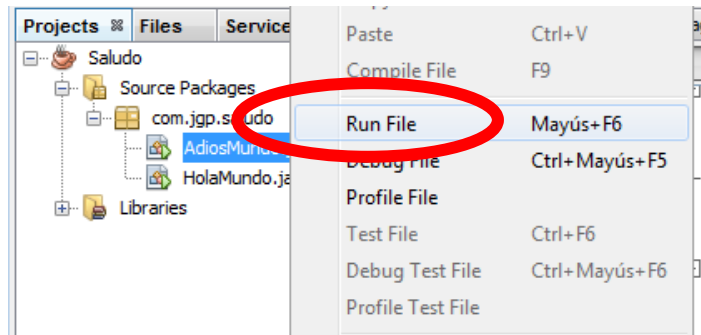 Projects Files Service
Saludo
Source Packages
com.jgp.saludo
AdiosMundo
HolaMundo.ja
Libraries
Paste Ctrl+V
Compile File F9
Run File Mayús+F6
Debug File Ctrl+Mayús+F5
Profile File
Test File Ctrl+F6
Debug Test File Ctrl+Mayús+F6
Profile Test File